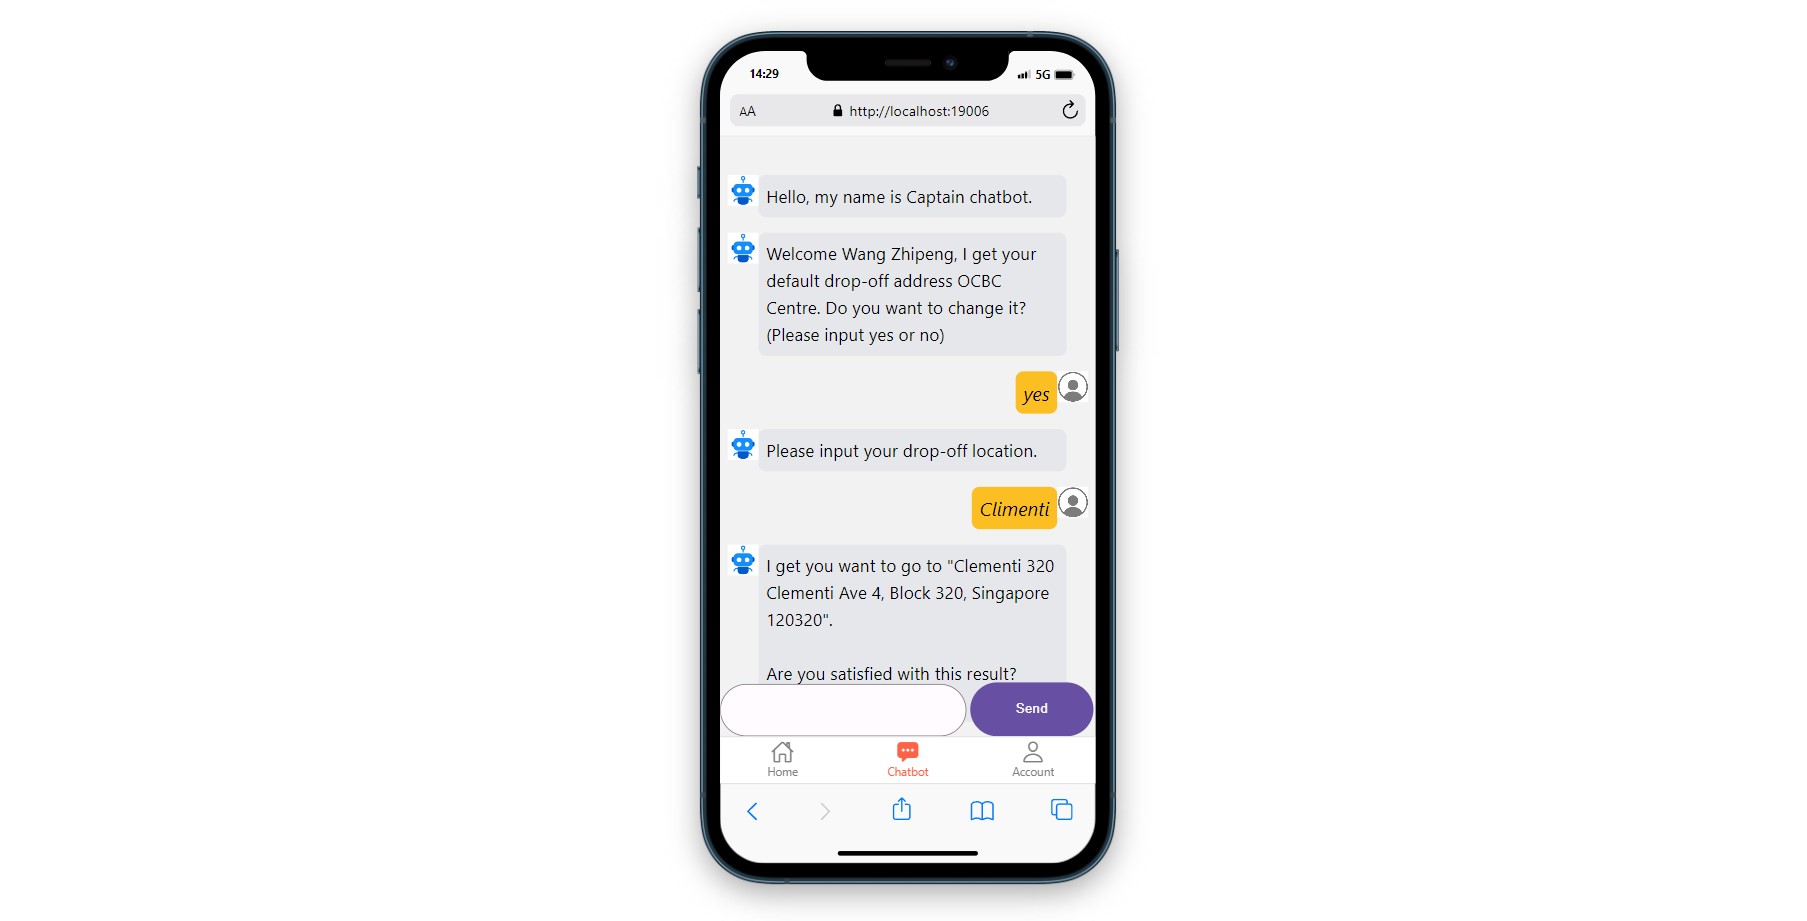 14:29
5G
AA
http://localhost:19006
Hello, my name is Captain chatbot.
Welcome Wang Zhipeng, I get your
default drop-off address OCBC
Centre. Do you want to change it?
(Please input yes or no)
yes
Please input your drop-off location.
Climenti
I get you want to go to "Clementi 320
Clementi Ave 4, Block 320, Singapore
120320".
Are you satisfied with this result?
Send
Home
Chatbot
Account